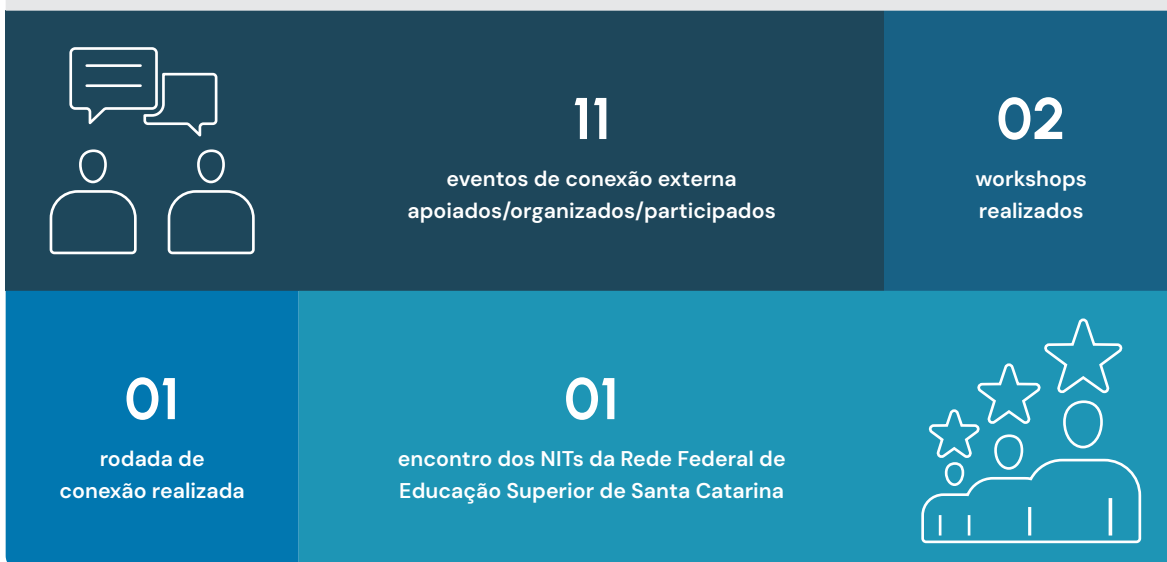 11
eventos de conexão externa
apoiados/organizados/participados
02
workshops
realizados
01
rodada de
conexão realizada
01
encontro dos NITs da Rede Federal de
Educação Superior de Santa Catarina